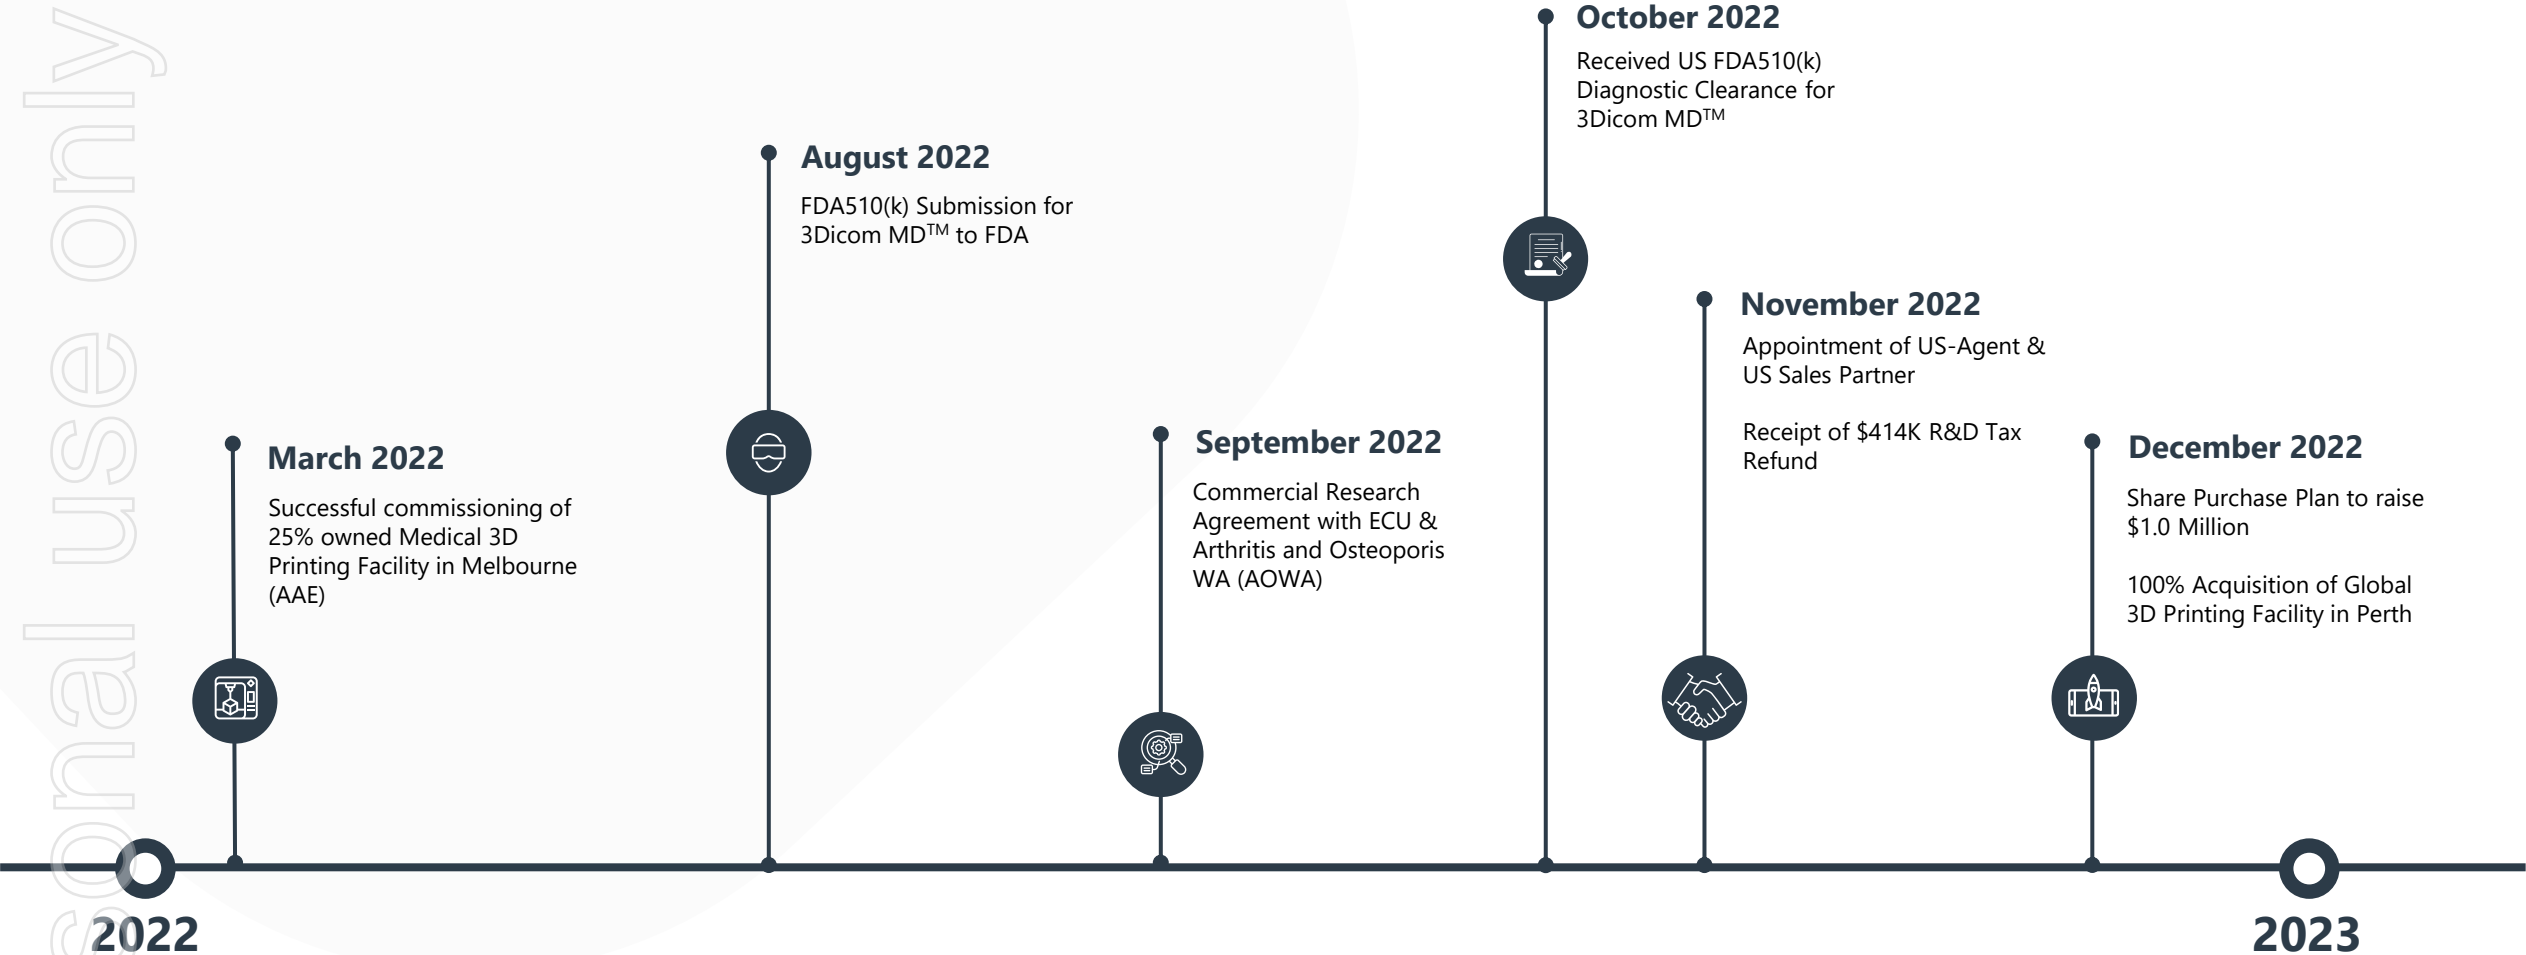 sonal use only
March 2022
Successful commissioning of
25% owned Medical 3D
Printing Facility in Melbourne
(AAE)
August 2022
FDA510(k) Submission for
3Dicom MD™ to FDA
September 2022
Commercial Research
Agreement with ECU &
Arthritis and Osteoporis
WA (AOWA)
October 2022
Received US FDA510(k)
Diagnostic Clearance for
3Dicom MD™
November 2022
Appointment of US-Agent &
US Sales Partner
Receipt of $414K R&D Tax
Refund
December 2022
Share Purchase Plan to raise
$1.0 Million
100% Acquisition of Global
3D Printing Facility in Perth
2022
2023